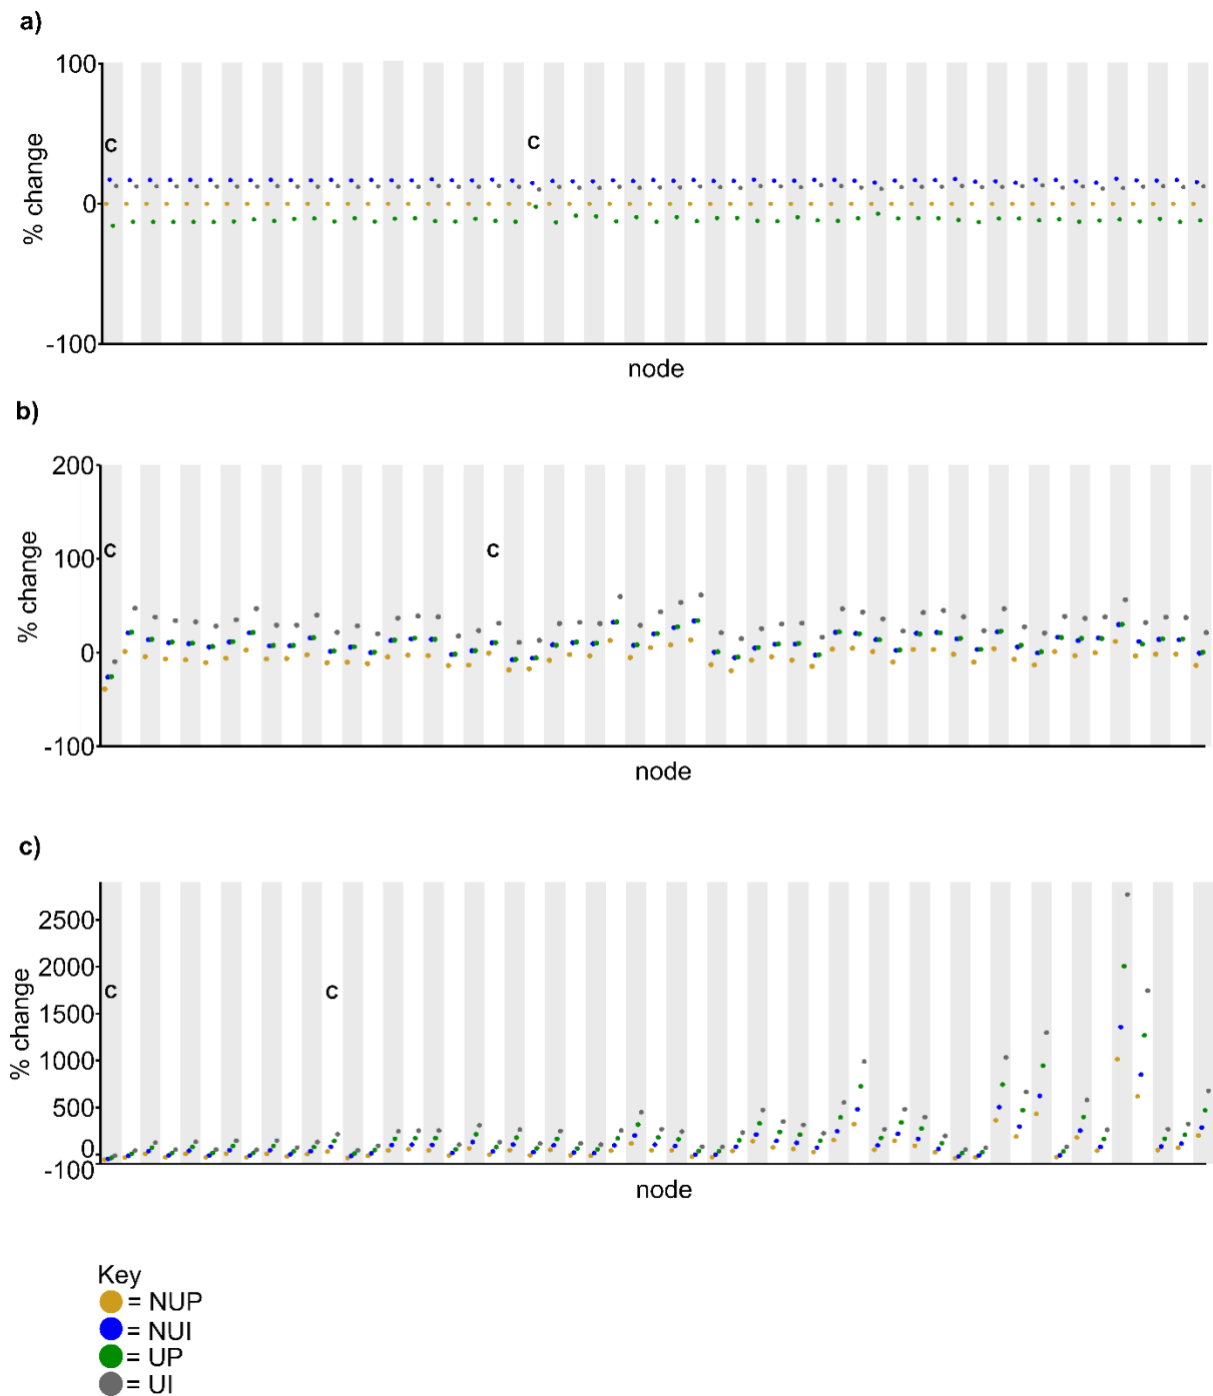 a)
100
C
C
% change
0
-100
node
b)
200
C
C
100
% change
0
-100
node
c)
2500
2000
C
C
1500
% change
1000
500
0
-100
node
Key
= NUP
= NUI
= UP
= UI